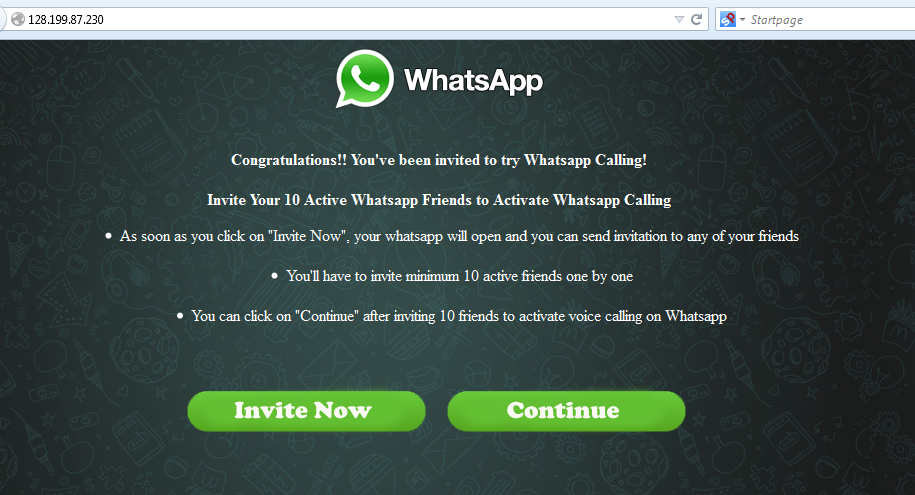 128.199.87.230
Startpage
WhatsApp
Congratulations!! You've been invited to try Whatsapp Calling!
Invite Your 10 Active Whatsapp Friends to Activate Whatsapp Calling
• As soon as you click on "Invite Now", your whatsapp will open and you can send invitation to any of your friends
• You'll have to invite minimum 10 active friends one by one
• You can click on "Continue" after inviting 10 friends to activate voice calling on Whatsapp
Invite Now
Continue